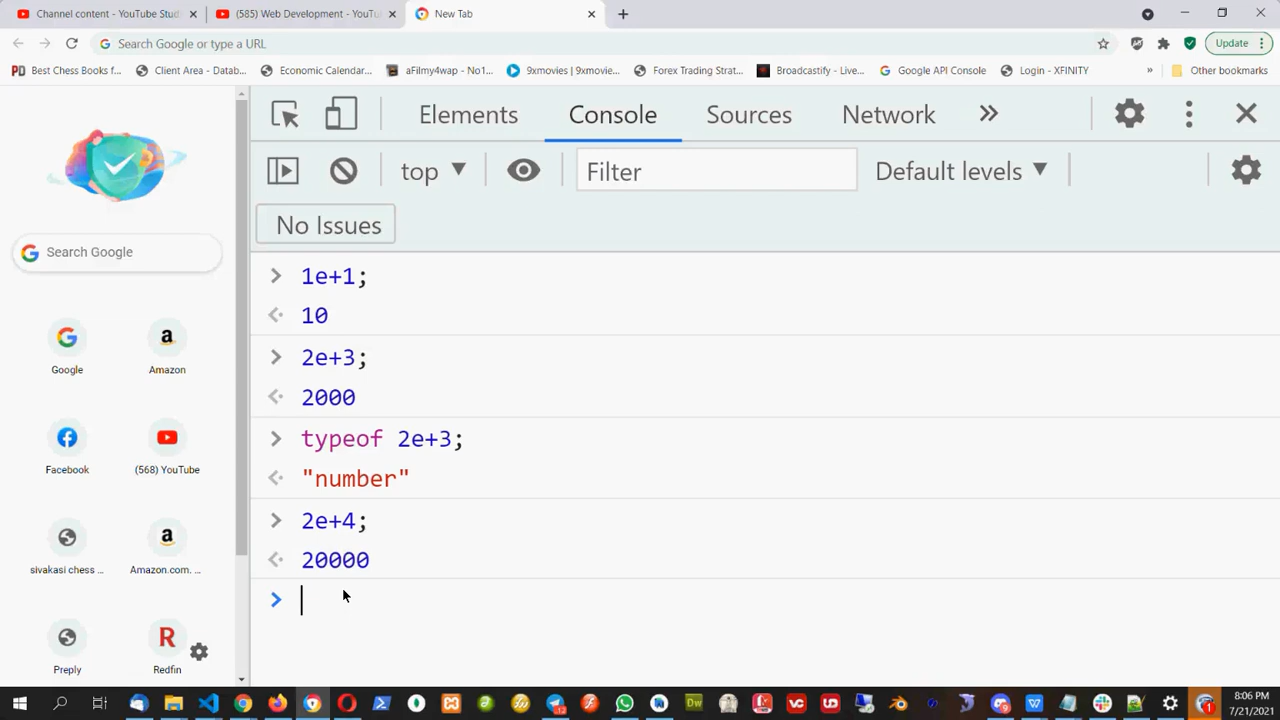 Channel content - YouTube Stud
(585) Web Development - YouTu
New Tab
Search Google or type a URL
Update
Best Chess Books f...
Client Area - Datab...
Economic Calendar...
aFilmy4wap - No1...
9xmovies | 9xmovie...
Forex Trading Strat...
Broadcastify - Live...
Google API Console
Login - XFINITY
»
Other bookmarks
Elements
Console
Sources
Network
top
Filter
Default levels
No Issues
> 1e+1;
10
> 2e+3;
2000
> typeof 2e+3;
"number"
> 2e+4;
20000
>
Search Google
Google
Amazon
Facebook
(568) YouTube
sivakasi chess ...
Amazon.com. ...
Preply
Redfin
8:06 PM
7/21/2021